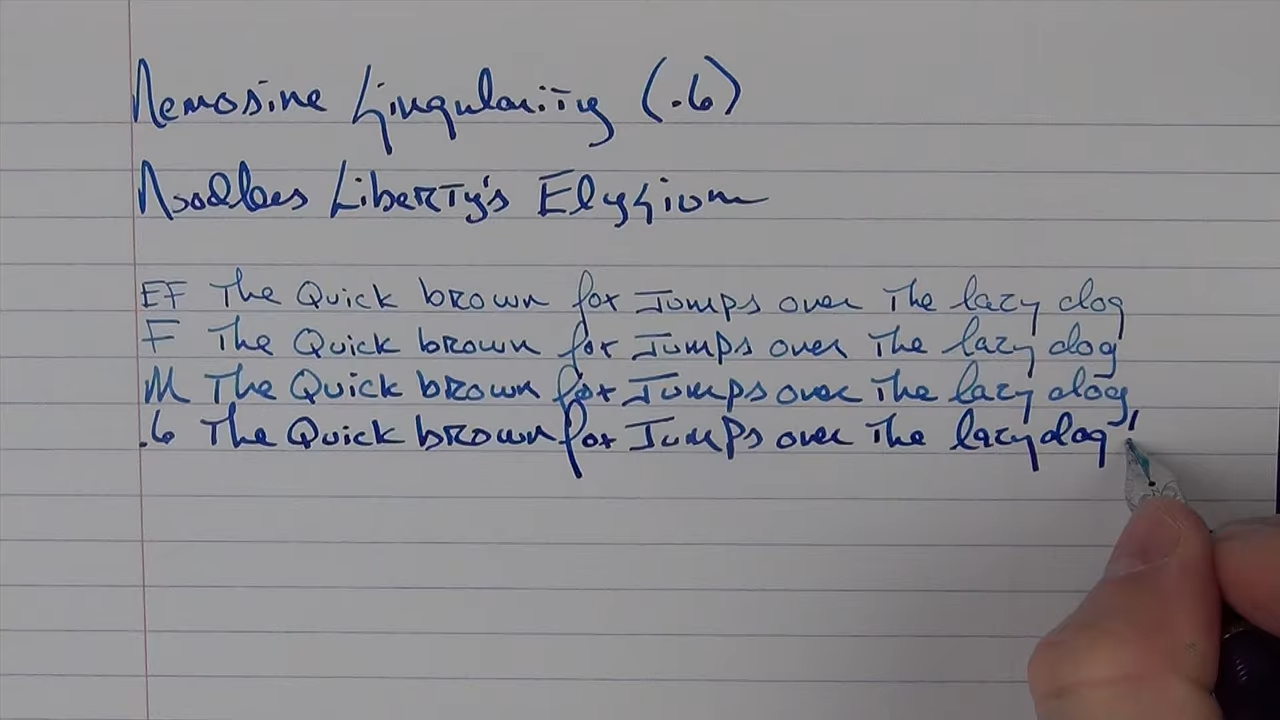 Nemosine Singularity (.6)
Noodlers Liberty's Elysium
EF The Quick brown fox Jumps over The lazy dog
F The Quick brown fox Jumps over The lazy dog
M The Quick brown fox Jumps over The lazy dog
.6 The Quick brown fox Jumps over The lazy dog